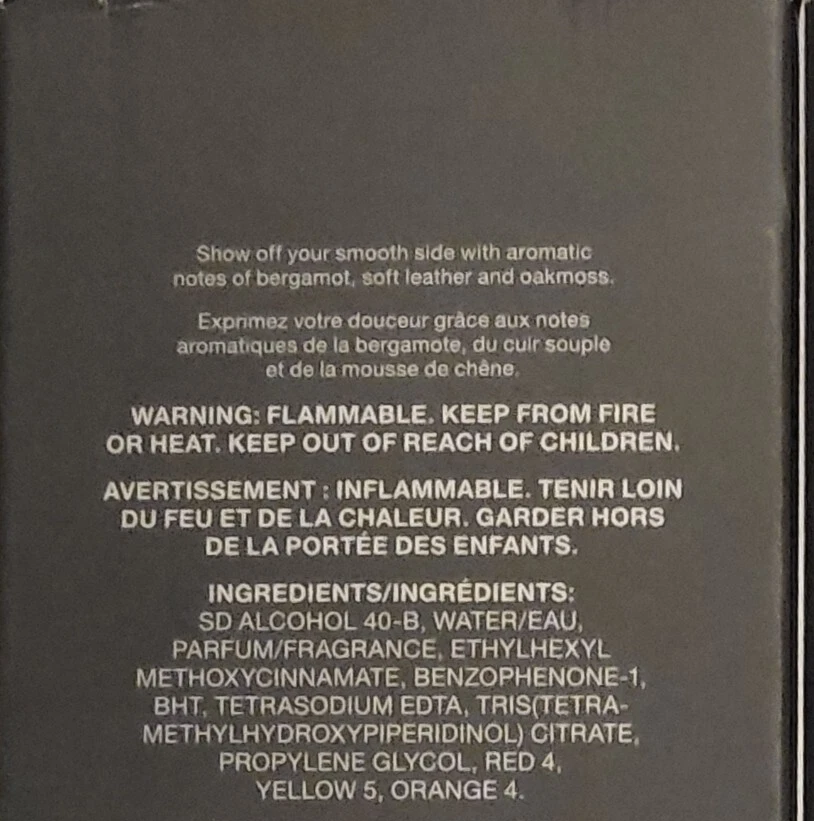 Show off your smooth side with aromatic
notes of bergamot, soft leather and oakmoss.
Exprimez votre douceur grâce aux notes
aromatiques de la bergamote, du cuir souple
et de la mousse de chêne.
WARNING: FLAMMABLE. KEEP FROM FIRE
OR HEAT. KEEP OUT OF REACH OF CHILDREN.
AVERTISSEMENT : INFLAMMABLE. TENIR LOIN
DU FEU ET DE LA CHALEUR. GARDER HORS
DE LA PORTÉE DES ENFANTS.
INGREDIENTS/INGRÉDIENTS:
SD ALCOHOL 40-B, WATER/EAU,
PARFUM/FRAGRANCE, ETHYLHEXYL
METHOXYCINNAMATE, BENZOPHENONE-1,
BHT, TETRASODIUM EDTA, TRIS(TETRA-
METHYLHYDROXYPIPERIDINOL) CITRATE,
PROPYLENE GLYCOL, RED 4,
YELLOW 5, ORANGE 4.